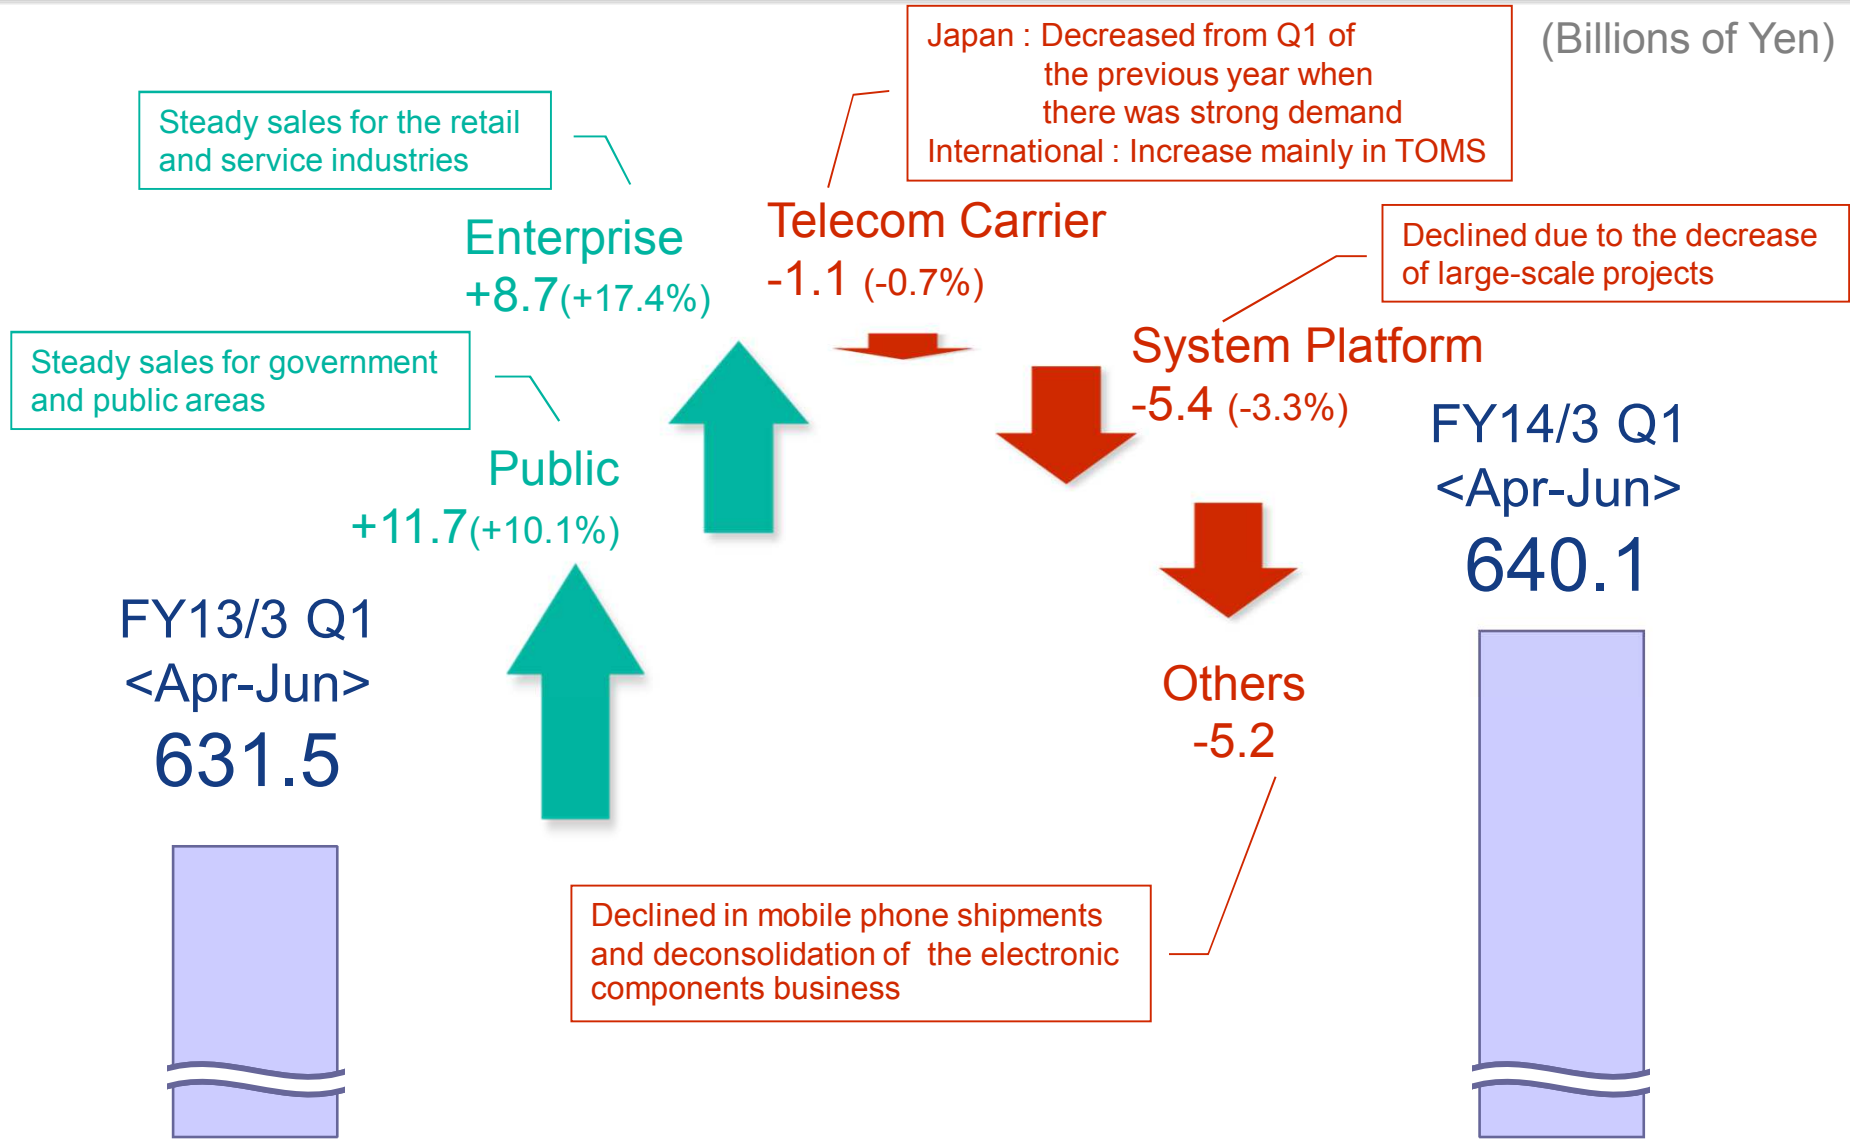 (Billions of Yen)
Japan : Decreased from Q1 of
the previous year when
there was strong demand
International : Increase mainly in TOMS
Steady sales for the retail
and service industries
Enterprise
+8.7(+17.4%)
Telecom Carrier
-1.1 (-0.7%)
Declined due to the decrease
of large-scale projects
System Platform
-5.4 (-3.3%)
Steady sales for government
and public areas
Public
+11.7(+10.1%)
FY14/3 Q1
<Apr-Jun>
640.1
FY13/3 Q1
<Apr-Jun>
631.5
Others
-5.2
Declined in mobile phone shipments
and deconsolidation of the electronic
components business